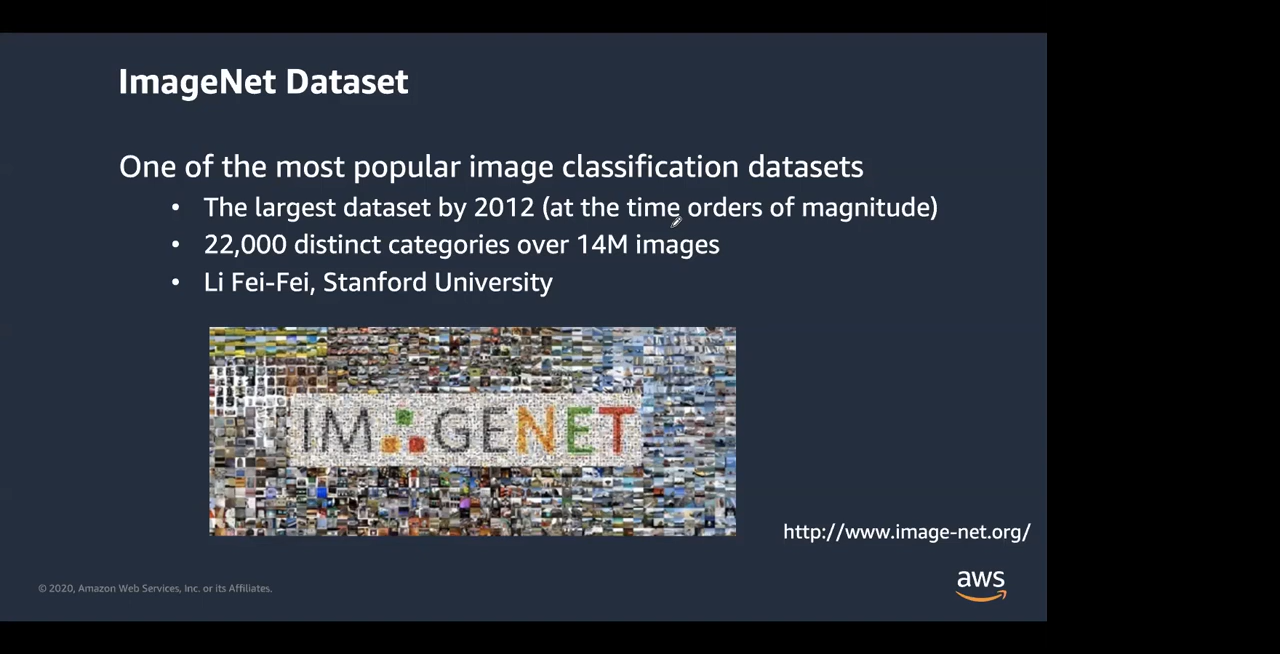 ImageNet Dataset
One of the most popular image classification datasets
• The largest dataset by 2012 (at the time orders of magnitude)
• 22,000 distinct categories over 14M images
• Li Fei-Fei, Stanford University
IM GENET
http://www.image-net.org/
© 2020, Amazon Web Services, Inc. or its Affiliates.
aws